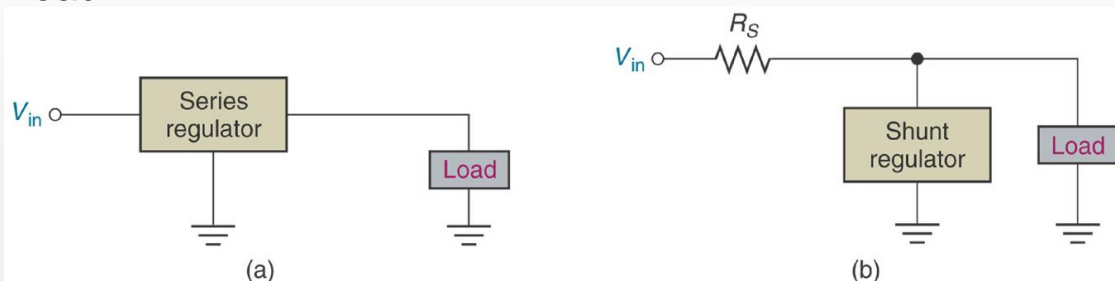 V_in
Series
regulator
Load
(a)
R_S
V_in
Shunt
regulator
Load
(b)